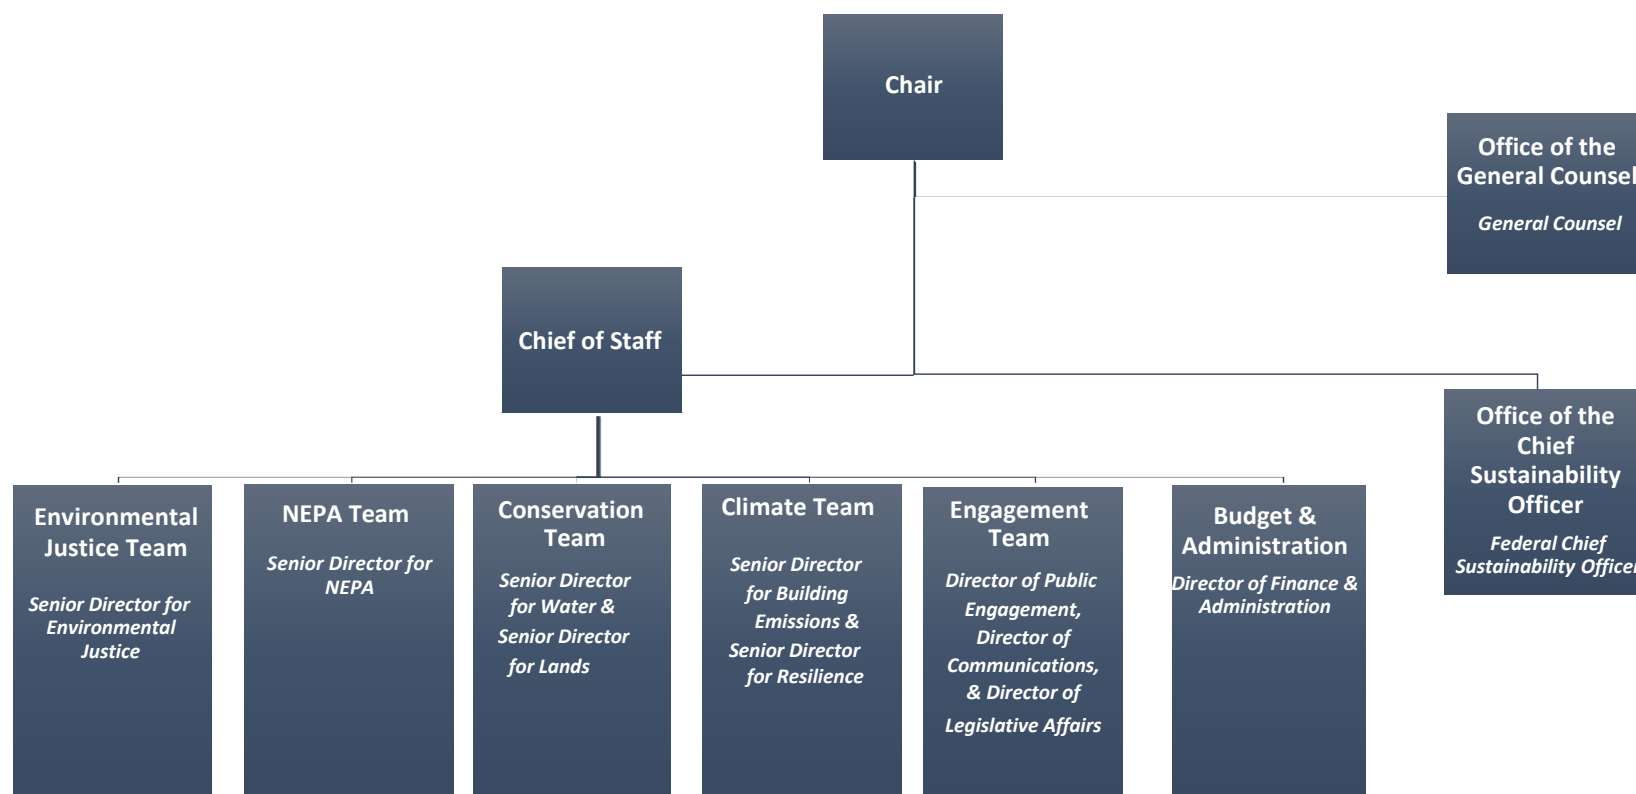 Chair
Office of the
General Counsel
General Counsel
Chief of Staff
Office of the
Chief
Sustainability
Officer
Federal Chief
Sustainability Officer
Environmental
Justice Team
Senior Director for
Environmental
Justice
NEPA Team
Senior Director for
NEPA
Conservation
Team
Senior Director
for Water &
Senior Director
for Lands
Climate Team
Senior Director
for Building
Emissions &
Senior Director
for Resilience
Engagement
Team
Director of Public
Engagement,
Director of
Communications,
& Director of
Legislative Affairs
Budget &
Administration
Director of Finance &
Administration